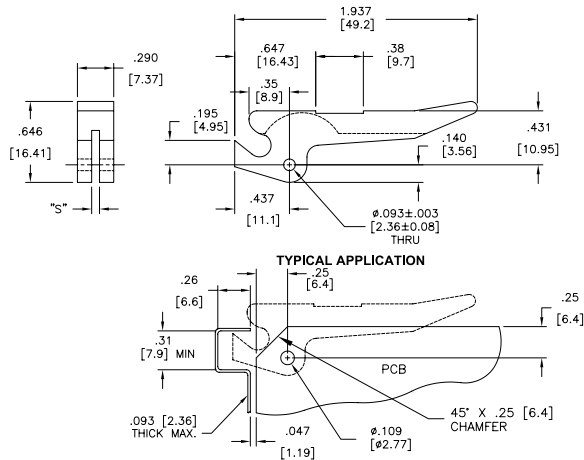 1.937
[49.2]
.290
[7.37]
.647
[16.43]
.38
[9.7]
.35
[8.9]
.646
[16.41]
.195
[4.95]
.140
[3.56]
.431
[10.95]
"S"
.437
[11.1]
ø.093±.003
[2.36±0.08]
THRU
TYPICAL APPLICATION
.26
[6.6]
.25
[6.4]
.25
[6.4]
.31
[7.9] MIN
PCB
.093 [2.36]
THICK MAX.
.047
[1.19]
ø.109
[ø2.77]
45° X .25 [6.4]
CHAMFER